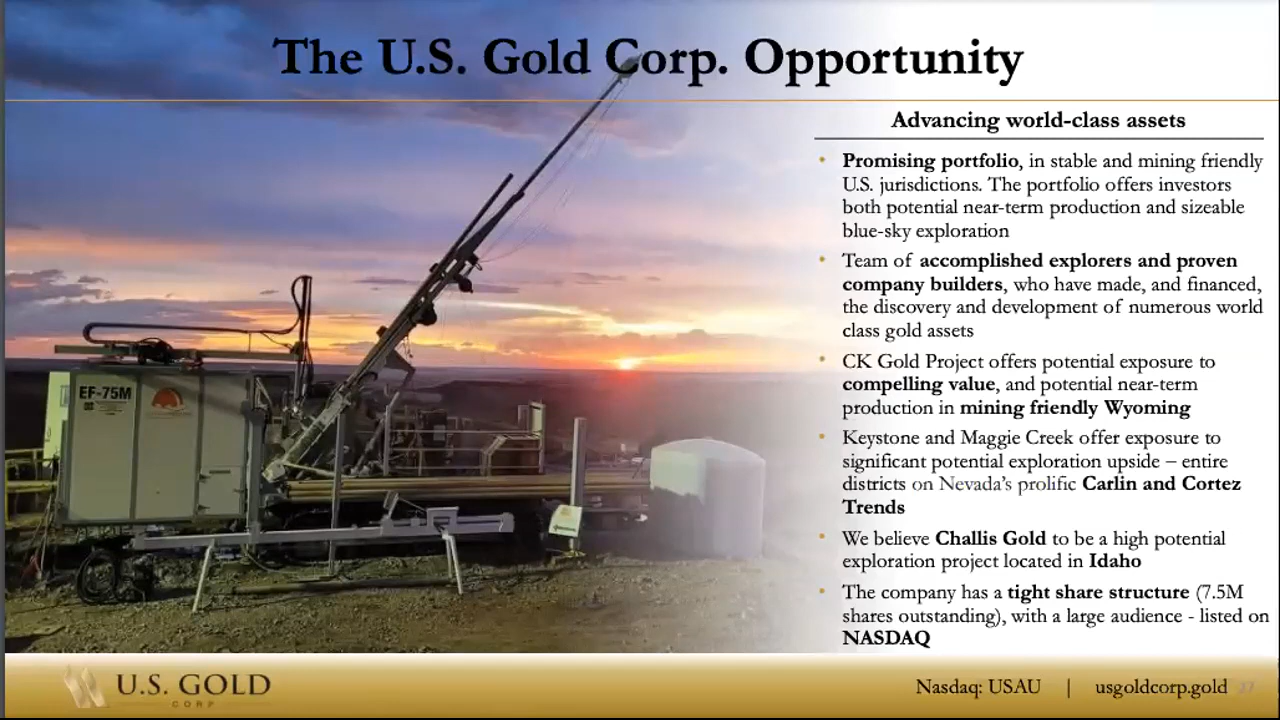 The U.S. Gold Corp. Opportunity
Advancing world-class assets
• Promising portfolio, in stable and mining friendly
U.S. jurisdictions. The portfolio offers investors
both potential near-term production and sizeable
blue-sky exploration
• Team of accomplished explorers and proven
company builders, who have made, and financed,
the discovery and development of numerous world
class gold assets
• CK Gold Project offers potential exposure to
compelling value, and potential near-term
production in mining friendly Wyoming
• Keystone and Maggie Creek offer exposure to
significant potential exploration upside – entire
districts on Nevada's prolific Carlin and Cortez
Trends
• We believe Challis Gold to be a high potential
exploration project located in Idaho
• The company has a tight share structure (7.5M
shares outstanding), with a large audience - listed on
NASDAQ
EF-75M
U.S. GOLD
CORP
Nasdaq: USAU | usgoldcorp.gold 27